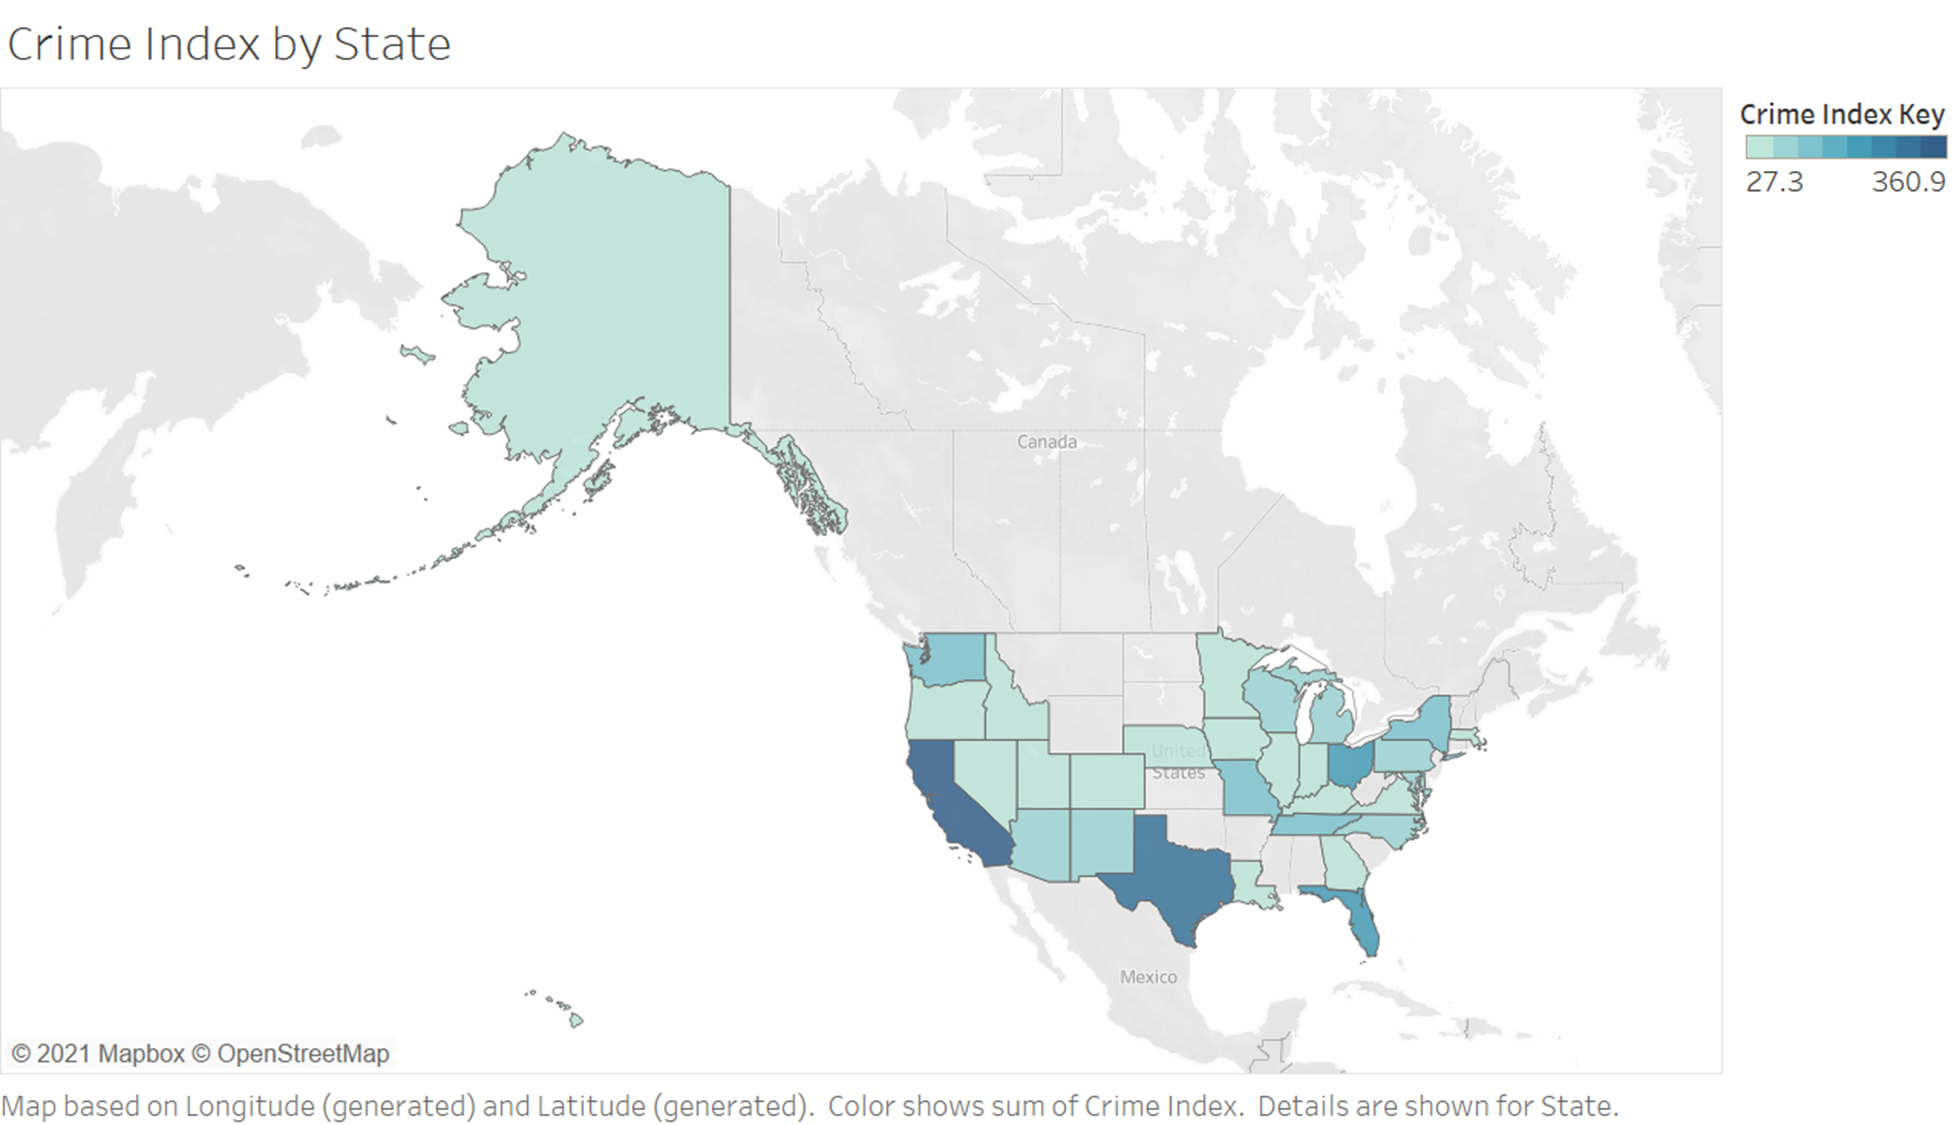 Crime Index by State
Crime Index Key
27.3 360.9
Canada
United
States
Mexico
© 2021 Mapbox © OpenStreetMap
Map based on Longitude (generated) and Latitude (generated). Color shows sum of Crime Index. Details are shown for State.